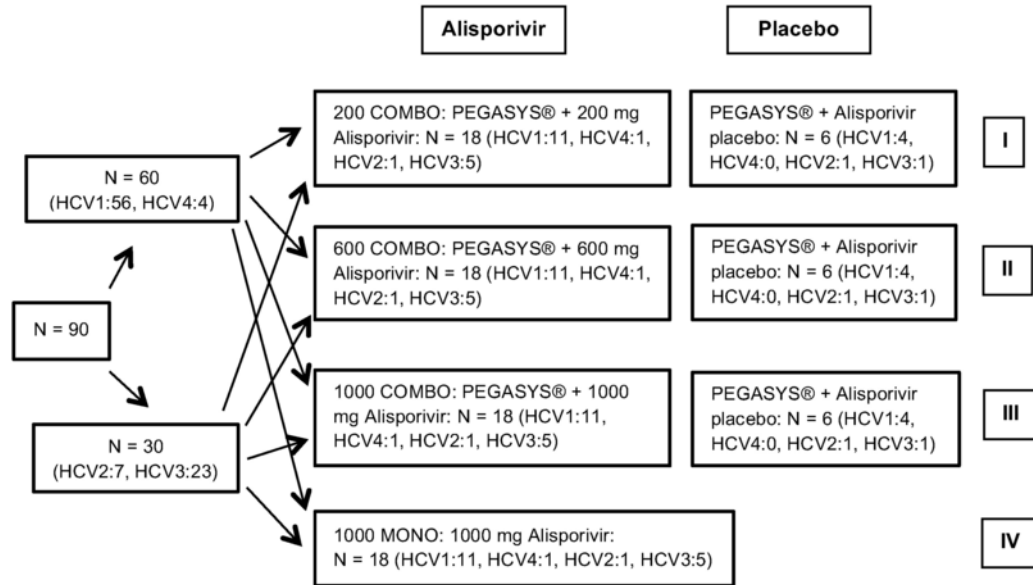 Alisporivir
Placebo
200 COMBO: PEGASYS® + 200 mg
Alisporivir: N = 18 (HCV1:11, HCV4:1,
HCV2:1, HCV3:5)
PEGASYS® + Alisporivir
placebo: N = 6 (HCV1:4,
HCV4:0, HCV2:1, HCV3:1)
I
N = 60
(HCV1:56, HCV4:4)
600 COMBO: PEGASYS® + 600 mg
Alisporivir: N = 18 (HCV1:11, HCV4:1,
HCV2:1, HCV3:5)
PEGASYS® + Alisporivir
placebo: N = 6 (HCV1:4,
HCV4:0, HCV2:1, HCV3:1)
II
N = 90
1000 COMBO: PEGASYS® + 1000
mg Alisporivir: N = 18 (HCV1:11,
HCV4:1, HCV2:1, HCV3:5)
PEGASYS® + Alisporivir
placebo: N = 6 (HCV1:4,
HCV4:0, HCV2:1, HCV3:1)
III
N = 30
(HCV2:7, HCV3:23)
1000 MONO: 1000 mg Alisporivir:
N = 18 (HCV1:11, HCV4:1, HCV2:1, HCV3:5)
IV